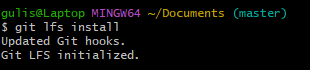 gulis@Laptop MINGW64 ~/Documents (master)
$ git lfs install
Updated Git hooks.
Git LFS initialized.